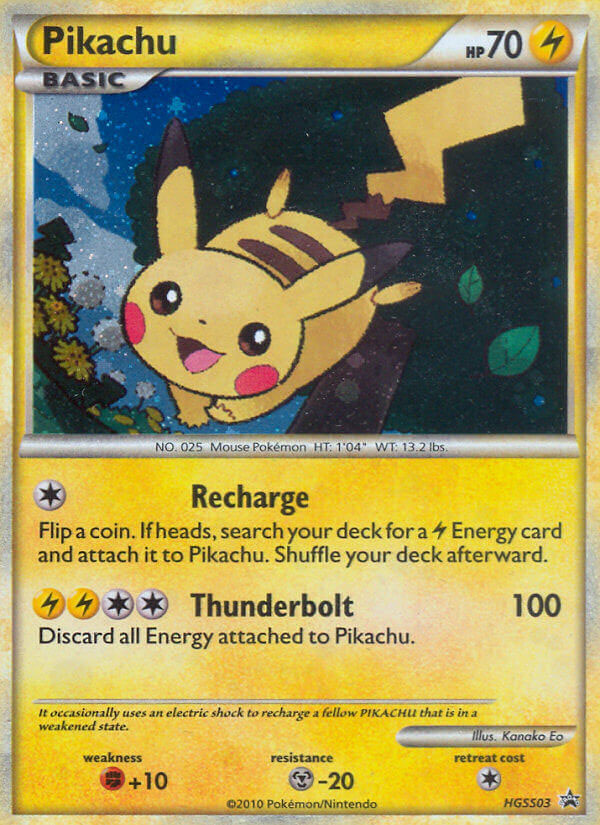 Pikachu HP 70
BASIC
NO. 025 Mouse Pokémon HT: 1'04" WT: 13.2 lbs.
Recharge
Flip a coin. If heads, search your deck for a Energy card
and attach it to Pikachu. Shuffle your deck afterward.
Thunderbolt 100
Discard all Energy attached to Pikachu.
It occasionally uses an electric shock to recharge a fellow PIKACHU that is in a
weakened state.
Illus. Kanako Eo
weakness resistance retreat cost
+10 -20
©2010 Pokémon/Nintendo HGSS03